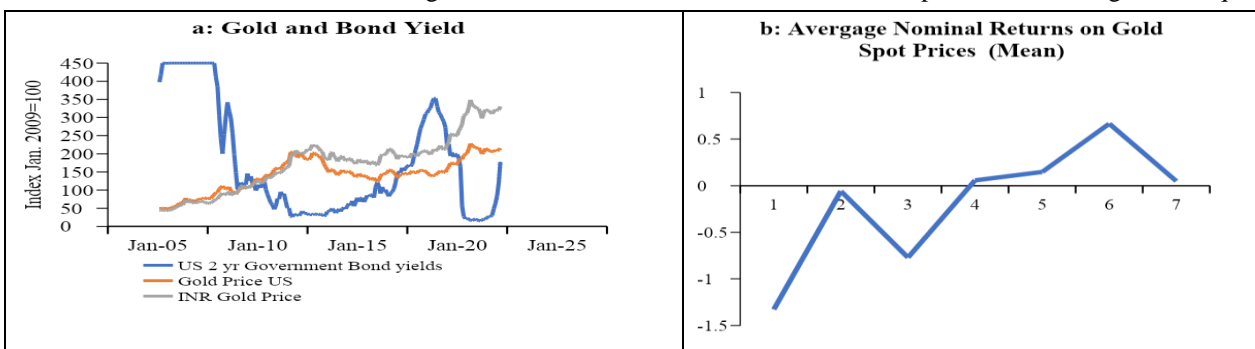 a: Gold and Bond Yield
Index Jan. 2009=100
450
400
350
300
250
200
150
100
50
0
Jan-05 Jan-10 Jan-15 Jan-20 Jan-25
US 2 yr Government Bond yields
Gold Price US
INR Gold Price
b: Avergage Nominal Returns on Gold
Spot Prices (Mean)
1
0.5
0
-0.5
-1
-1.5
1 2 3 4 5 6 7